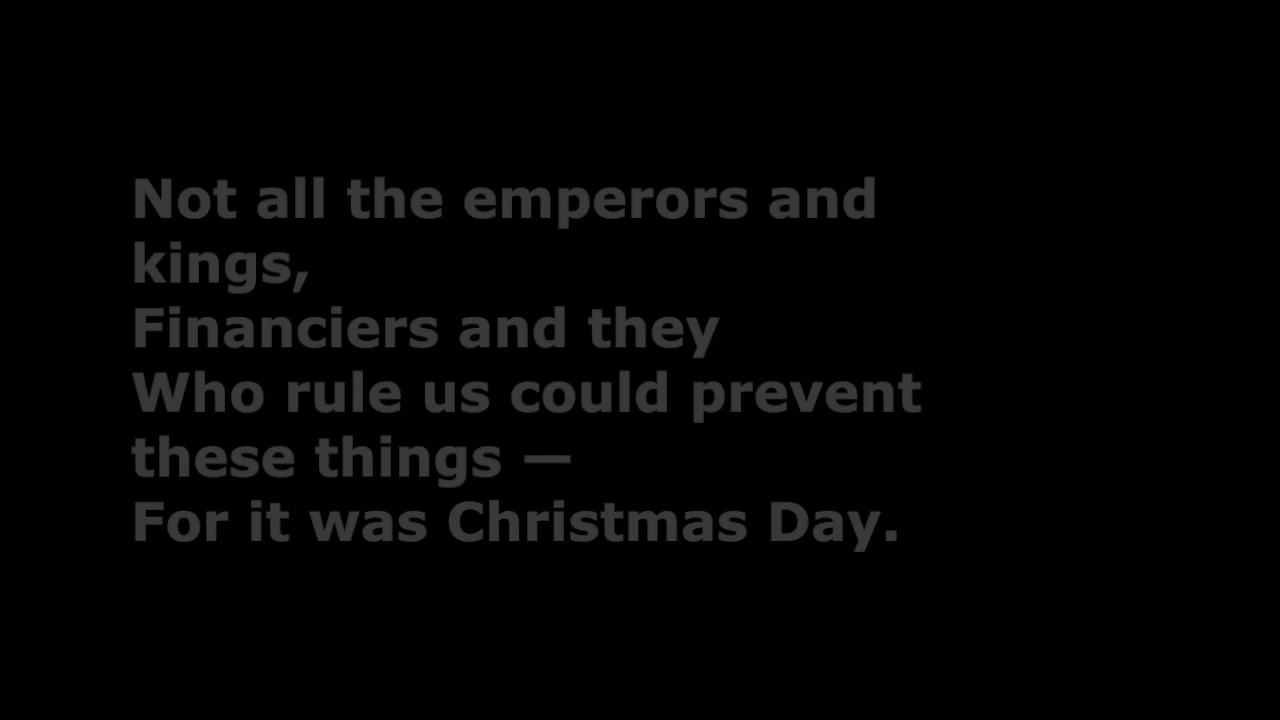 Not all the emperors and
kings,
Financiers and they
Who rule us could prevent
these things —
For it was Christmas Day.